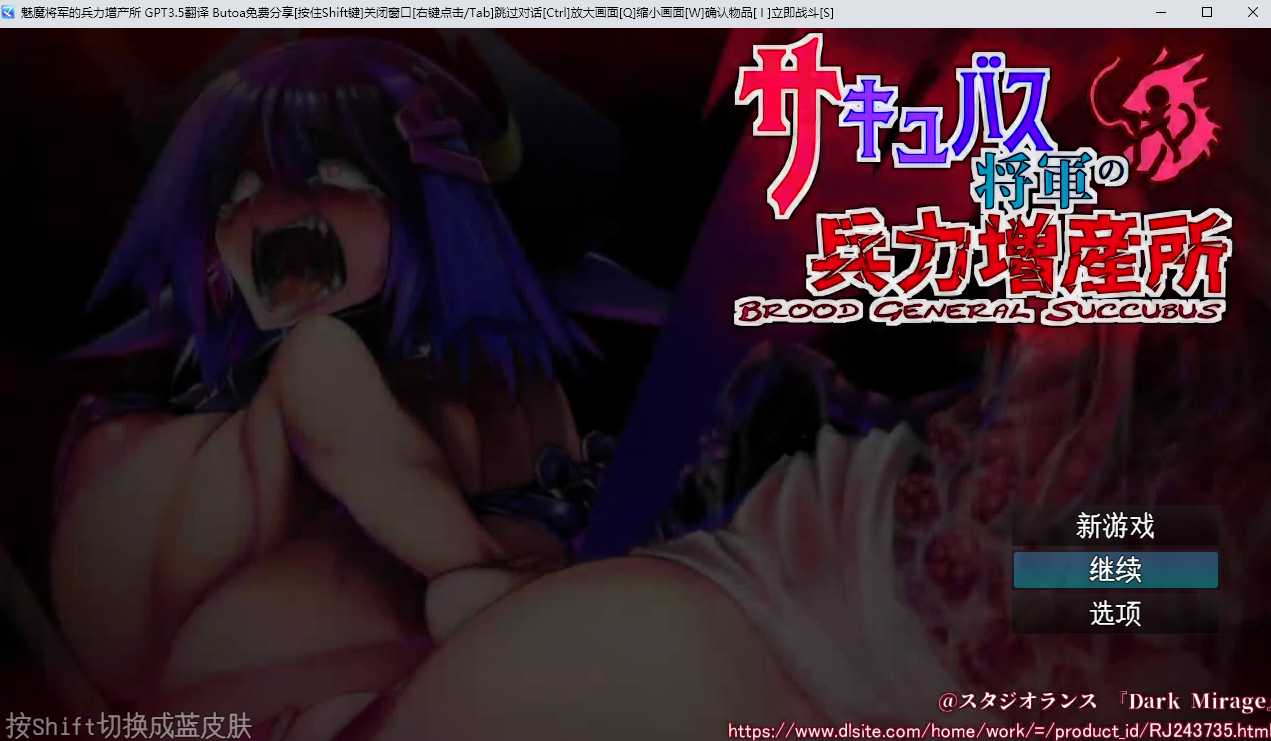 魅魔将军的兵力增产所 GPT3.5翻译 Butoa免费分享[按住Shift键]关闭窗口[右键点击/Tab]跳过对话[Ctrl]放大画面[Q]缩小画面[W]确认物品[ I ]立即战斗[S]
サキュバス
将軍の
兵力増産所
BROOD GENERAL SUCCUBUS
新游戏
继续
选项
@スタジオランス 『Dark Mirage』
https://www.dlsite.com/home/work/=/product_id/RJ243735.html
按Shift切换成蓝皮肤